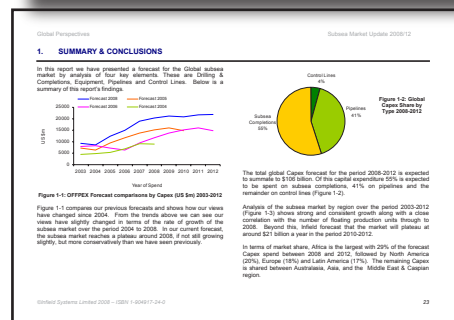 Global Perspectives
Subsea Market Update 2008/12
1. SUMMARY & CONCLUSIONS
In this report we have presented a forecast for the Global subsea
market by analysis of four key elements. These are Drilling &
Completions, Equipment, Pipelines and Control Lines. Below is a
summary of this report's findings.
Forecast 2008
Forecast 2005
Forecast 2006
Forecast 2004
25000
20000
15000
10000
5000
0
US$m
2003 2004 2005 2006 2007 2008 2009 2010 2011 2012
Year of Spend
Figure 1-1: OFFPEX Forecast comparisons by Capex (US $m) 2003-2012
Figure 1-1 compares our previous forecasts and shows how our views
have changed since 2004. From the trends above we can see our
views have slightly changed in terms of the rate of growth of the
subsea market over the period 2004 to 2008. In our current forecast,
the subsea market reaches a plateau around 2008, if not still growing
slightly, but more conservatively than we have seen previously.
Control Lines
4%
Pipelines
41%
Subsea
Completions
55%
Figure 1-2: Global
Capex Share by
Type 2008-2012
The total global Capex forecast for the period 2008-2012 is expected
to summate to $106 billion. Of this capital expenditure 55% is expected
to be spent on subsea completions, 41% on pipelines and the
remainder on control lines (Figure 1-2).
Analysis of the subsea market by region over the period 2003-2012
(Figure 1-3) shows strong and consistent growth along with a close
correlation with the number of floating production units through to
2008. Beyond this, Infield forecast that the market will plateau at
around $21 billion a year in the period 2010-2012.
In terms of market share, Africa is the largest with 29% of the forecast
Capex spend between 2008 and 2012, followed by North America
(20%), Europe (18%) and Latin America (17%). The remaining Capex
is shared between Australasia, Asia, and the Middle East & Caspian
region.
Infield Systems Limited 2008 – ISBN 1-904917-24-0
23